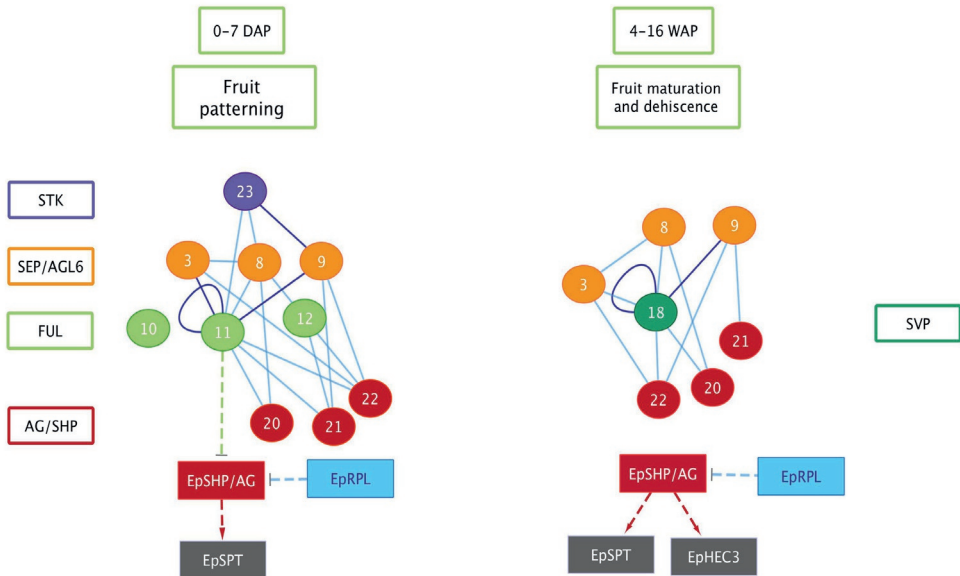 0–7 DAP
4–16 WAP
Fruit
patterning
Fruit maturation
and dehiscence
STK
SEP/AGL6
FUL
AG/SHP
23
3
8
9
10
11
12
20
21
22
EpSHP/AG
EpRPL
EpSPT
8
9
3
18
21
20
22
SVP
EpSHP/AG
EpRPL
EpSPT
EpHEC3